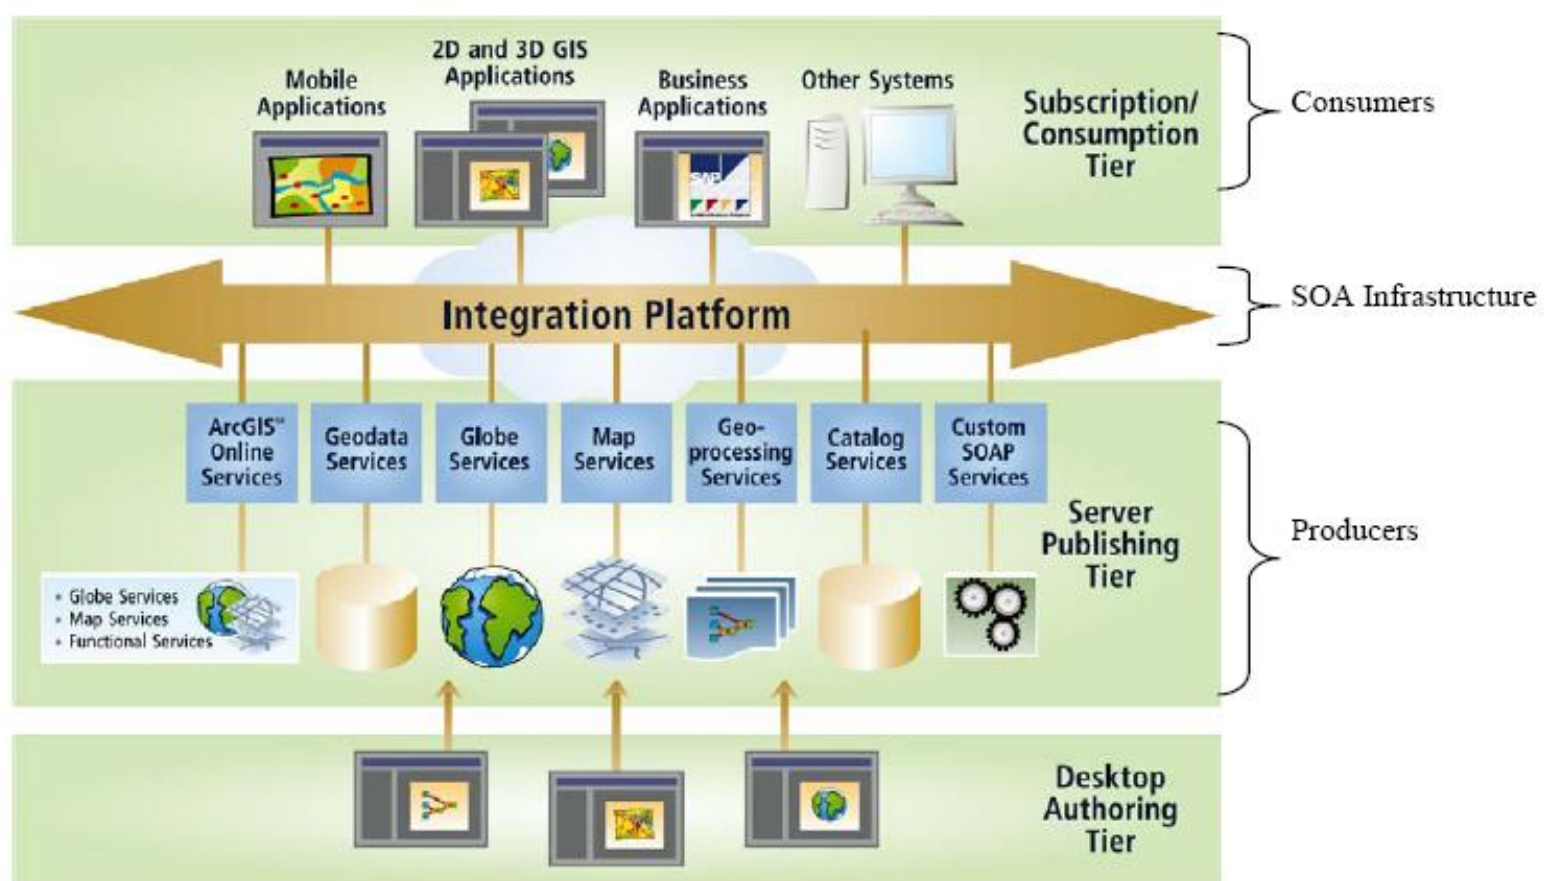 2D and 3D GIS
Applications
Mobile
Applications
Business
Applications
Other Systems
Subscription/
Consumption
Tier
Consumers
SAP
Integration Platform
SOA Infrastructure
ArcGIS℠
Online
Services
Geodata
Services
Globe
Services
Map
Services
Geo-
processing
Services
Catalog
Services
Custom
SOAP
Services
Server
Publishing
Tier
Producers
• Globe Services
• Map Services
• Functional Services
Desktop
Authoring
Tier